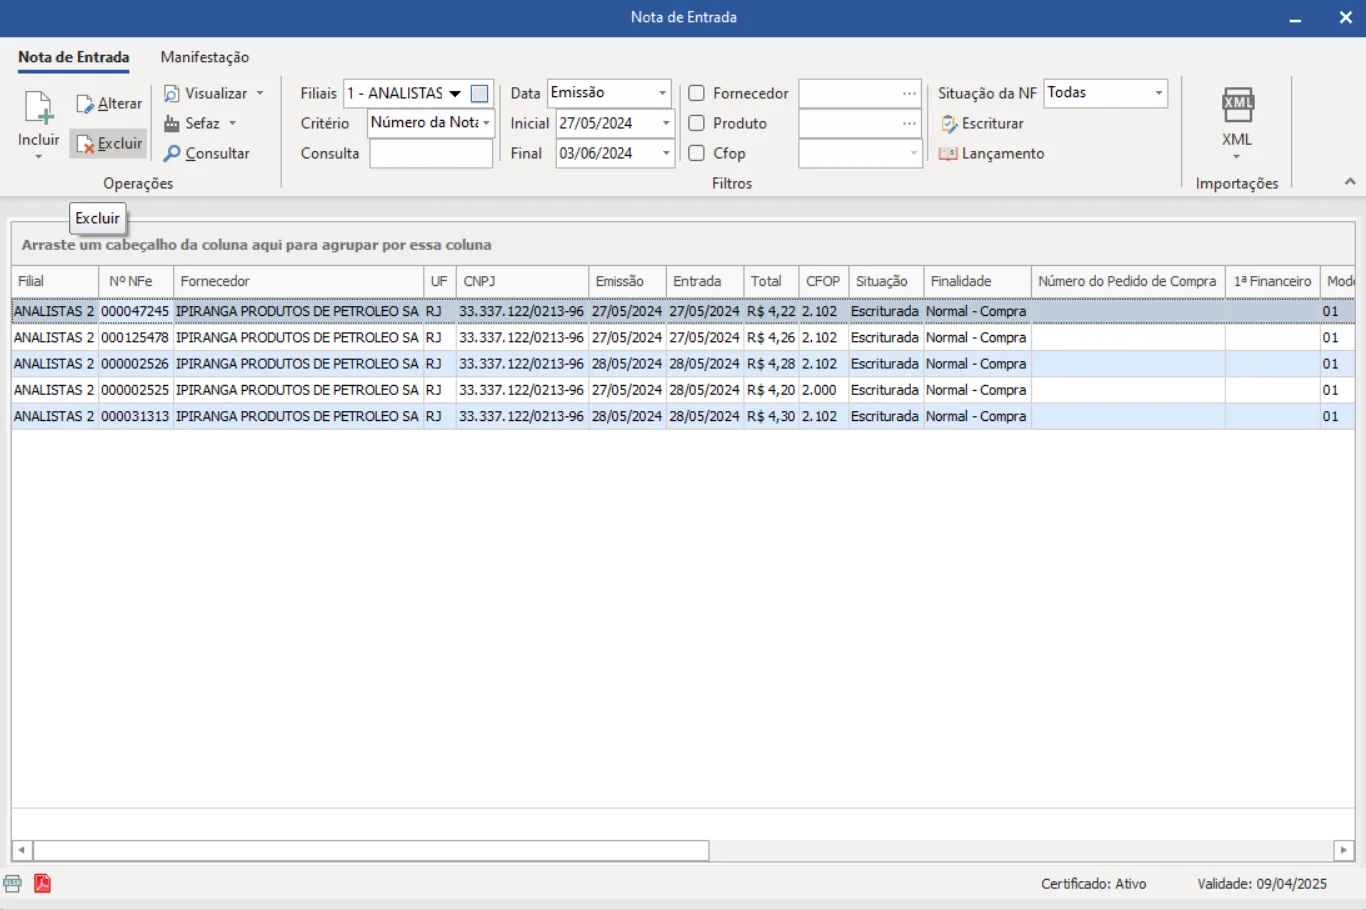 Nota de Entrada
Nota de Entrada Manifestação
Incluir
Alterar
Excluir
Operações
Visualizar
Sefaz
Consultar
Filiais 1 - ANALISTAS
Critério Número da Nota
Consulta
Data Emissão
Inicial 27/05/2024
Final 03/06/2024
Fornecedor
Produto
Cfop
Filtros
Situação da NF Todas
Escriturar
Lançamento
XML
XML
Importações
Excluir
Arraste um cabeçalho da coluna aqui para agrupar por essa coluna
Filial Nº NFe Fornecedor UF CNPJ Emissão Entrada Total CFOP Situação Finalidade Número do Pedido de Compra 1ª Financeiro Mode
ANALISTAS 2 000047245 IPIRANGA PRODUTOS DE PETROLEO SA RJ 33.337.122/0213-96 27/05/2024 27/05/2024 R$ 4,22 2.102 Escriturada Normal - Compra 01
ANALISTAS 2 000125478 IPIRANGA PRODUTOS DE PETROLEO SA RJ 33.337.122/0213-96 27/05/2024 27/05/2024 R$ 4,26 2.102 Escriturada Normal - Compra 01
ANALISTAS 2 000002526 IPIRANGA PRODUTOS DE PETROLEO SA RJ 33.337.122/0213-96 28/05/2024 28/05/2024 R$ 4,28 2.102 Escriturada Normal - Compra 01
ANALISTAS 2 000002525 IPIRANGA PRODUTOS DE PETROLEO SA RJ 33.337.122/0213-96 27/05/2024 28/05/2024 R$ 4,20 2.000 Escriturada Normal - Compra 01
ANALISTAS 2 000031313 IPIRANGA PRODUTOS DE PETROLEO SA RJ 33.337.122/0213-96 28/05/2024 28/05/2024 R$ 4,30 2.102 Escriturada Normal - Compra 01
Certificado: Ativo Validade: 09/04/2025